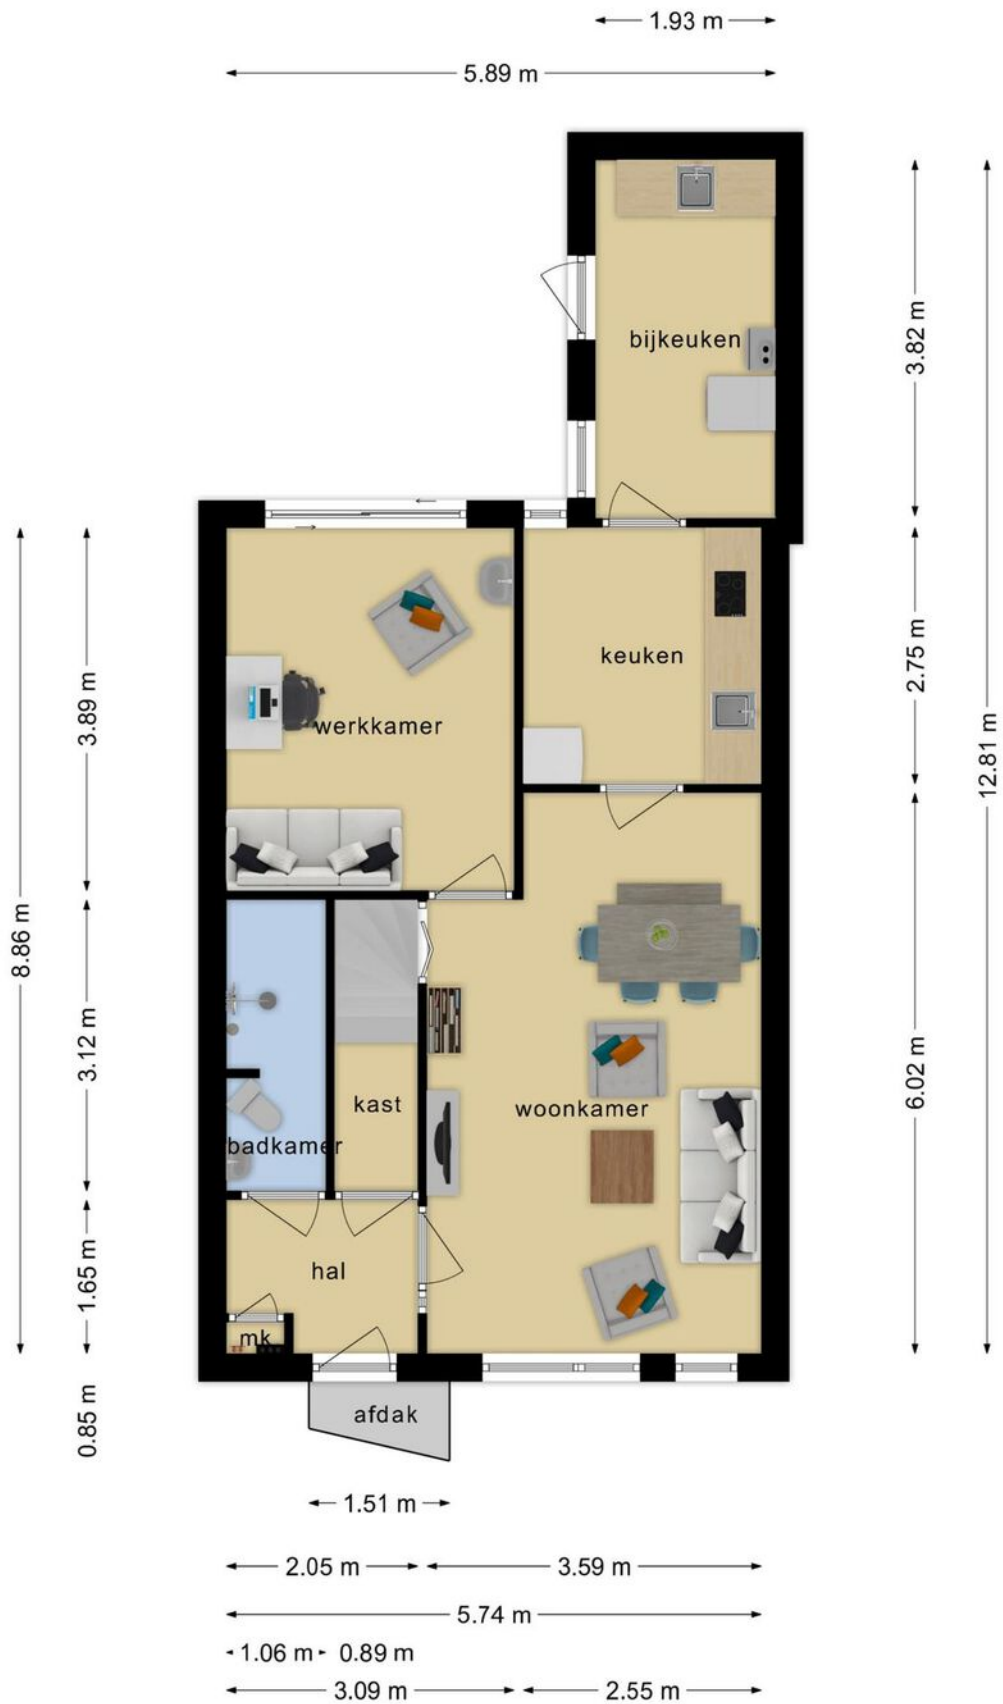 1.93 m
5.89 m
bijkeuken
3.82 m
keuken
2.75 m
werkkamer
3.89 m
12.81 m
8.86 m
3.12 m
kast
woonkamer
6.02 m
badkamer
hal
1.65 m
mk
afdak
0.85 m
1.51 m
2.05 m
3.59 m
5.74 m
1.06 m
0.89 m
3.09 m
2.55 m